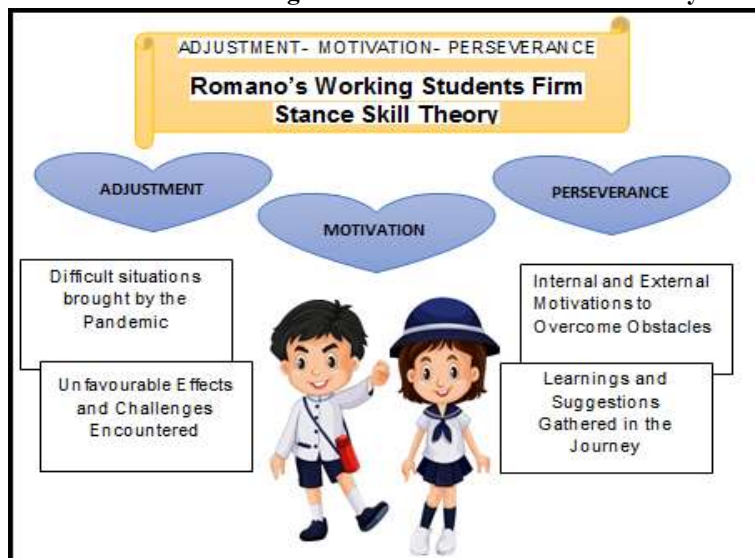 ADJUSTMENT- MOTIVATION- PERSEVERANCE
Romano's Working Students Firm
Stance Skill Theory
ADJUSTMENT
MOTIVATION
PERSEVERANCE
Difficult situations
brought by the
Pandemic
Unfavourable Effects
and Challenges
Encountered
Internal and External
Motivations to
Overcome Obstacles
Learnings and
Suggestions
Gathered in the
Journey